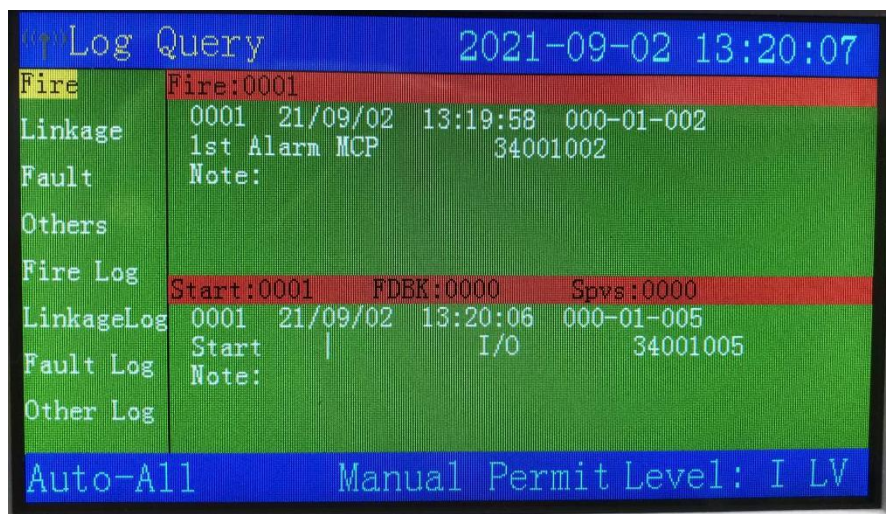 Log Query 2021-09-02 13:20:07
Fire
Linkage
Fault
Others
Fire Log
LinkageLog
Fault Log
Other Log
Fire:0001
0001 21/09/02 13:19:58 000-01-002
1st Alarm MCP 34001002
Note:
Start:0001 FDBK:0000 Spvs:0000
0001 21/09/02 13:20:06 000-01-005
Start | I/O 34001005
Note:
Auto-All Manual Permit Level: I LV